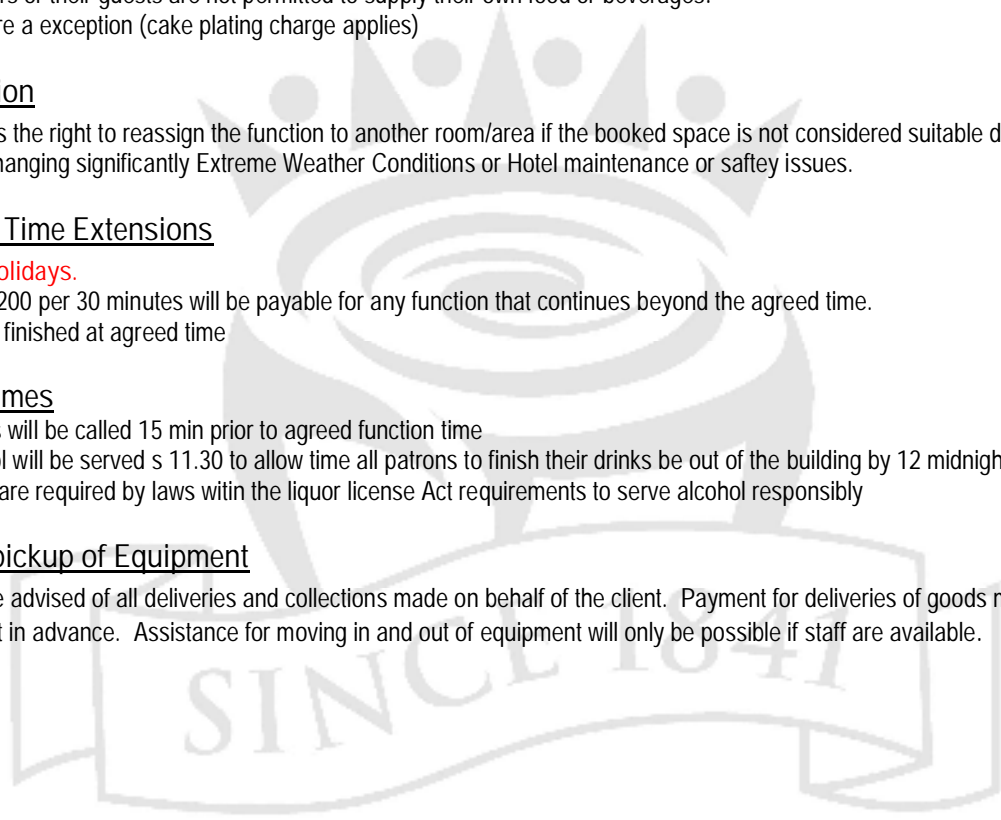 rs or their guests are not permitted to supply their own food or beverages.
re a exception (cake plating charge applies)
ion
s the right to reassign the function to another room/area if the booked space is not considered suitable d
hanging significantly Extreme Weather Conditions or Hotel maintenance or saftey issues.
Time Extensions
olidays.
200 per 30 minutes will be payable for any function that continues beyond the agreed time.
finished at agreed time
mes
s will be called 15 min prior to agreed function time
ol will be served s 11.30 to allow time all patrons to finish their drinks be out of the building by 12 midnigh
are required by laws witin the liquor license Act requirements to serve alcohol responsibly
pickup of Equipment
e advised of all deliveries and collections made on behalf of the client. Payment for deliveries of goods
t in advance. Assistance for moving in and out of equipment will only be possible if staff are available.
SINCE 1841